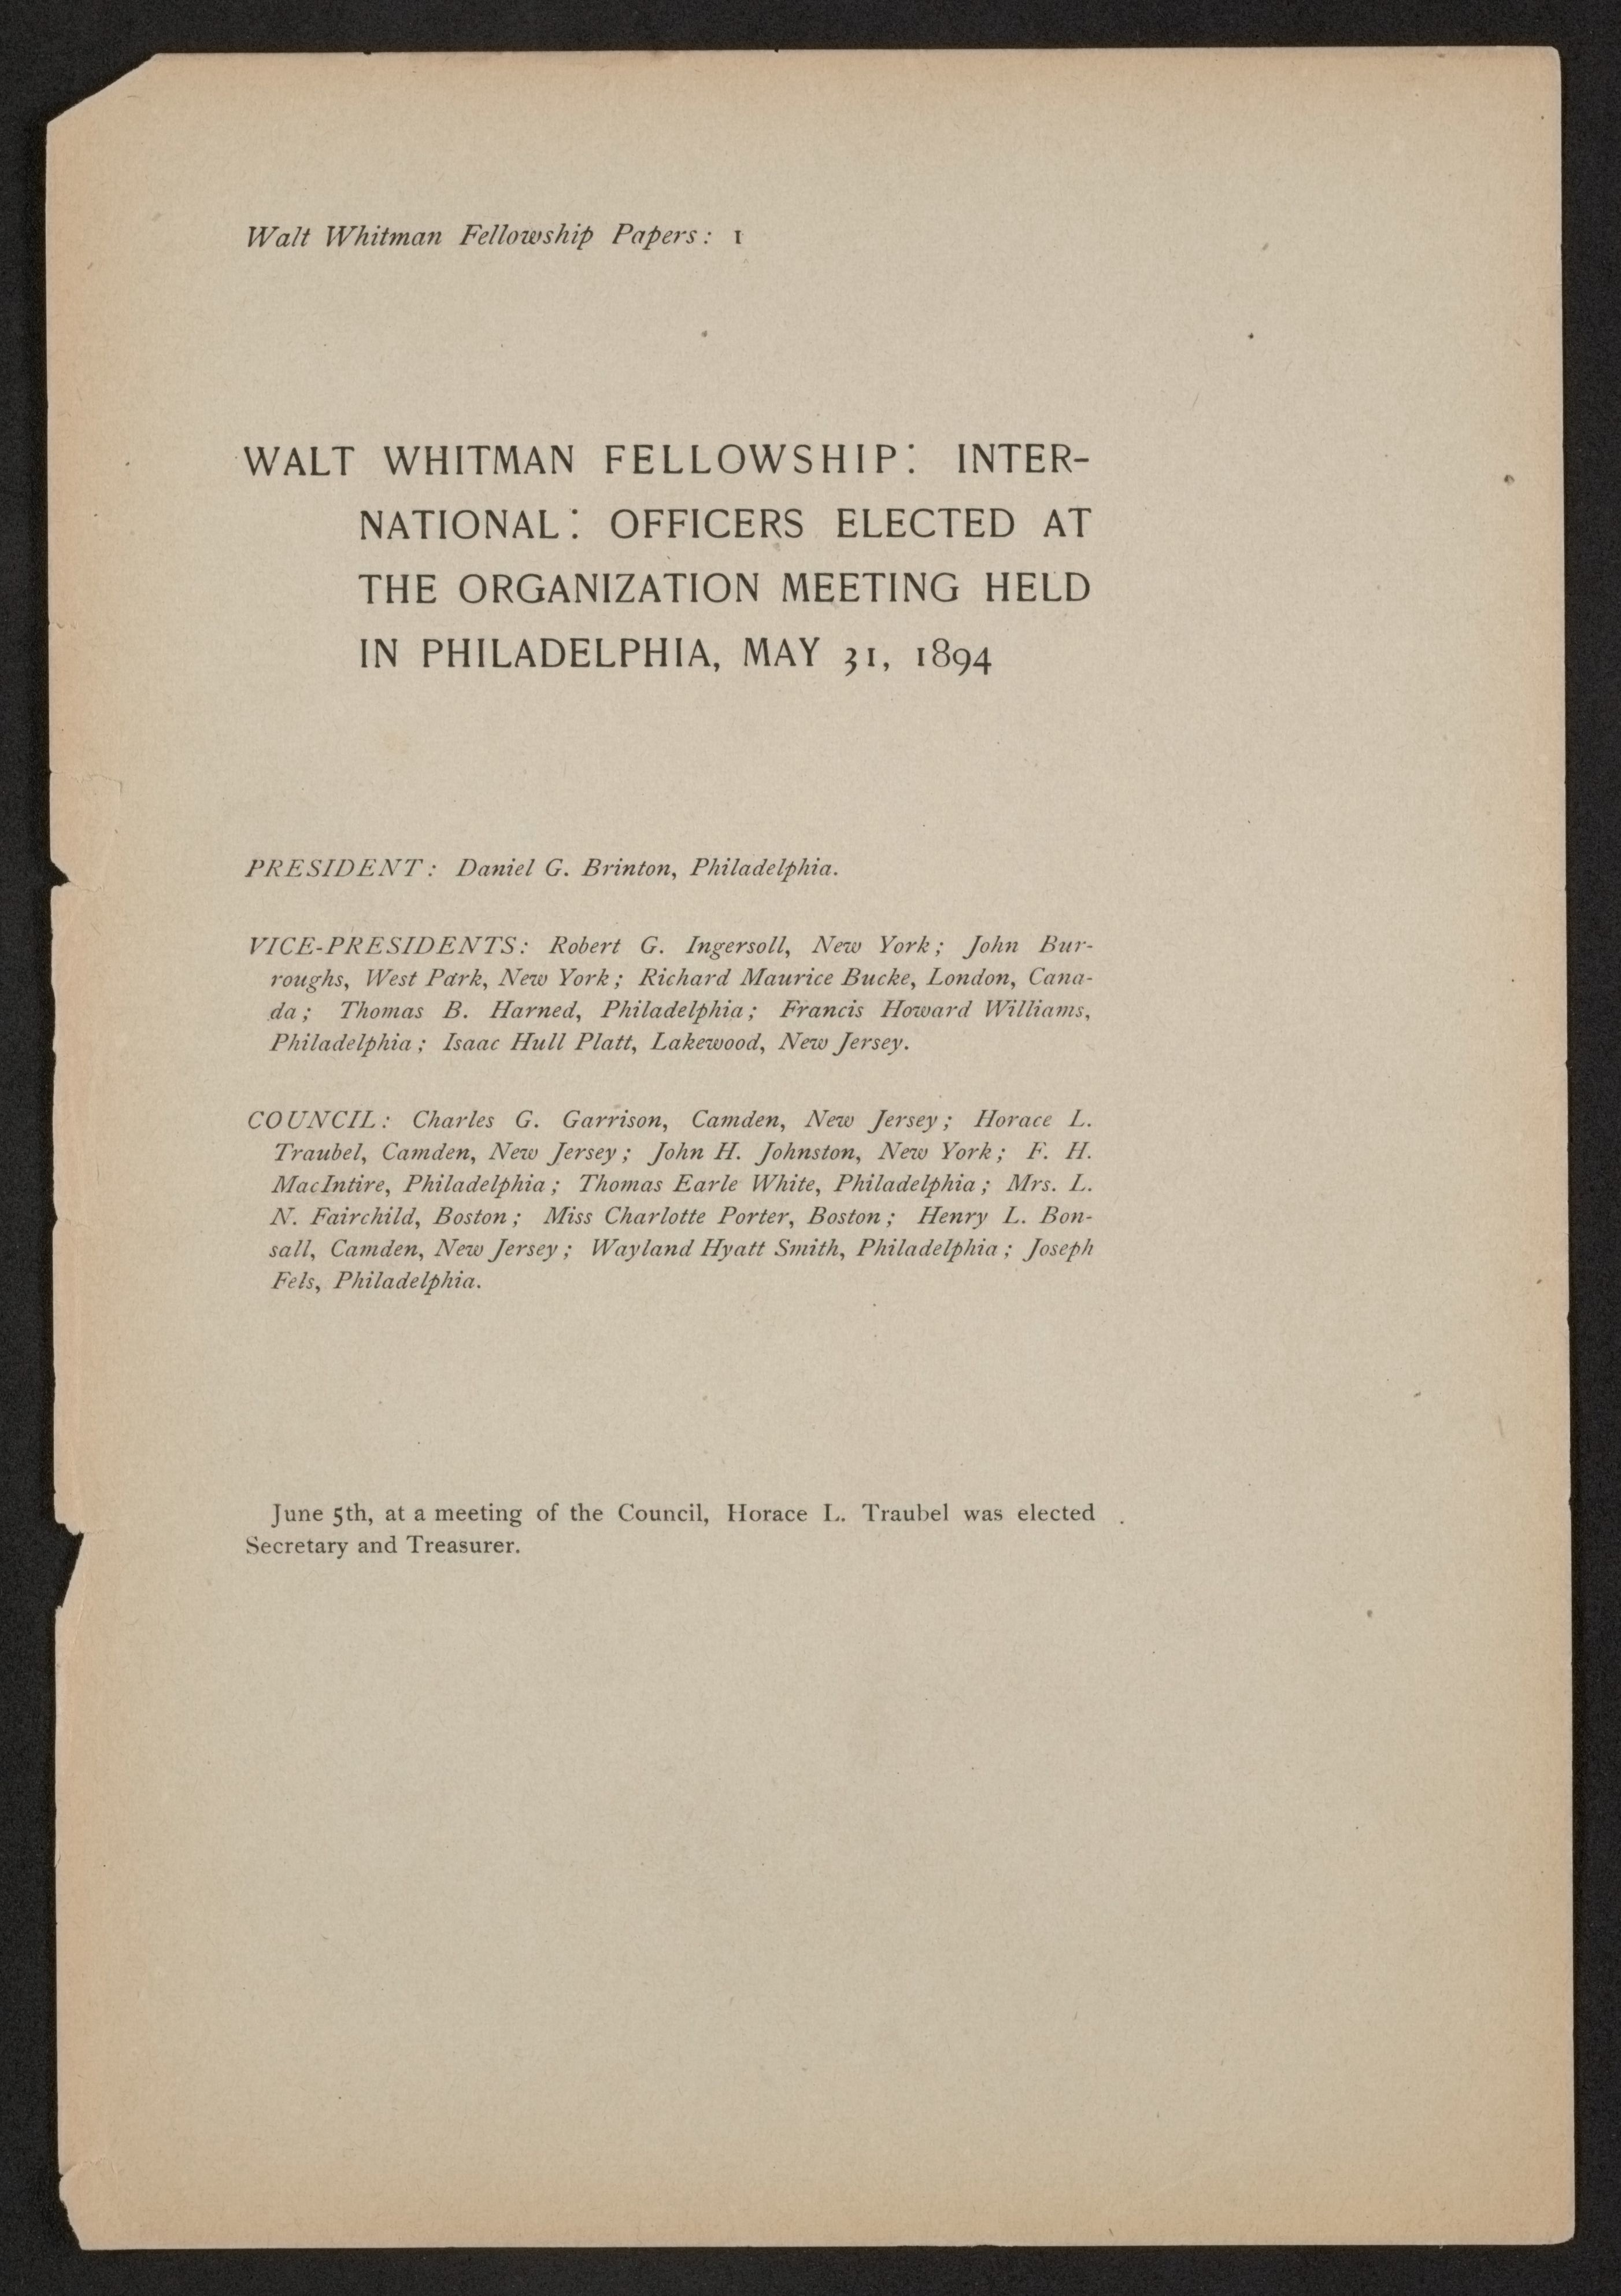 Walt Whitman Fellowship Papers: 1
WALT WHITMAN FELLOWSHIP: INTER-
NATIONAL: OFFICERS ELECTED AT
THE ORGANIZATION MEETING HELD
IN PHILADELPHIA, MAY 31, 1894
PRESIDENT: Daniel G. Brinton, Philadelphia.
VICE-PRESIDENTS: Robert G. Ingersoll, New York; John Bur-
roughs, West Park, New York; Richard Maurice Bucke, London, Cana-
da; Thomas B. Harned, Philadelphia; Francis Howard Williams,
Philadelphia; Isaac Hull Platt, Lakewood, New Jersey.
COUNCIL: Charles G. Garrison, Camden, New Jersey; Horace L.
Traubel, Camden, New Jersey; John H. Johnston, New York; F. H.
MacIntire, Philadelphia; Thomas Earle White, Philadelphia; Mrs. L.
N. Fairchild, Boston; Miss Charlotte Porter, Boston; Henry L. Bon-
sall, Camden, New Jersey; Wayland Hyatt Smith, Philadelphia; Joseph
Fels, Philadelphia.
June 5th, at a meeting of the Council, Horace L. Traubel was elected
Secretary and Treasurer.